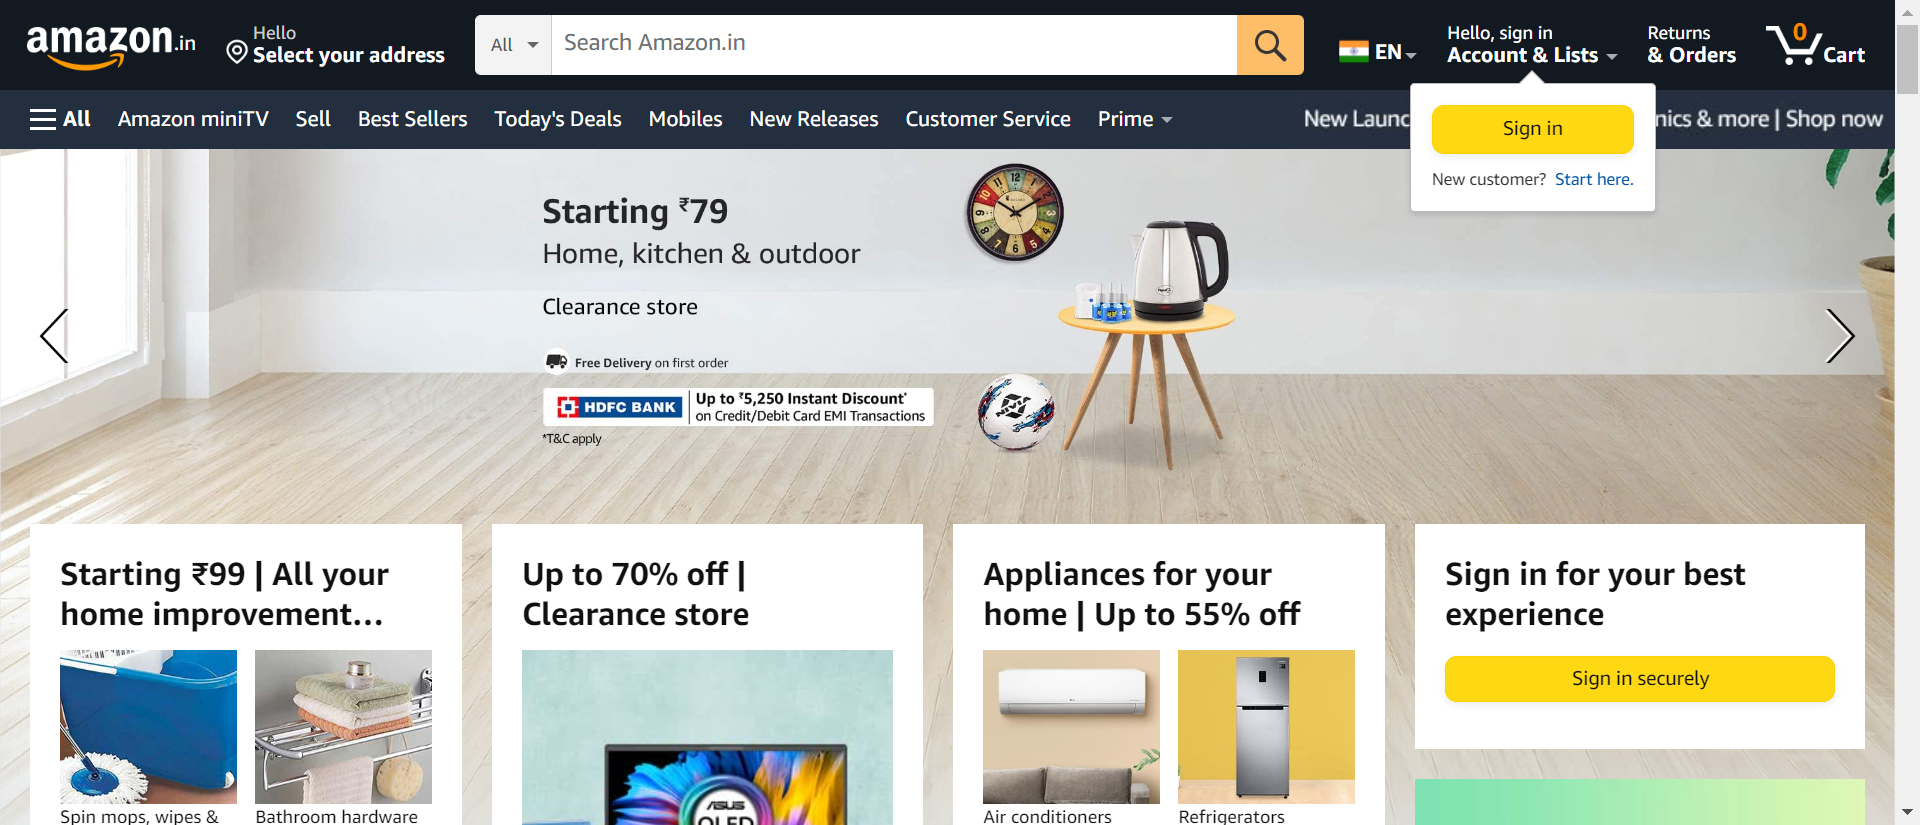 amazon.in
Hello
Select your address
All
Search Amazon.in
EN
Hello, sign in
Account & Lists
Returns
& Orders
0
Cart
All
Amazon miniTV
Sell
Best Sellers
Today's Deals
Mobiles
New Releases
Customer Service
Prime
New Launc
nics & more | Shop now
Sign in
New customer? Start here.
Starting ₹79
Home, kitchen & outdoor
Clearance store
Free Delivery on first order
HDFC BANK
Up to ₹5,250 Instant Discount*
on Credit/Debit Card EMI Transactions
*T&C apply
NIVIA
Starting ₹99 | All your
home improvement...
Spin mops, wipes &
Bathroom hardware
Up to 70% off |
Clearance store
ASUS
OLED
Appliances for your
home | Up to 55% off
Air conditioners
Refrigerators
Sign in for your best
experience
Sign in securely